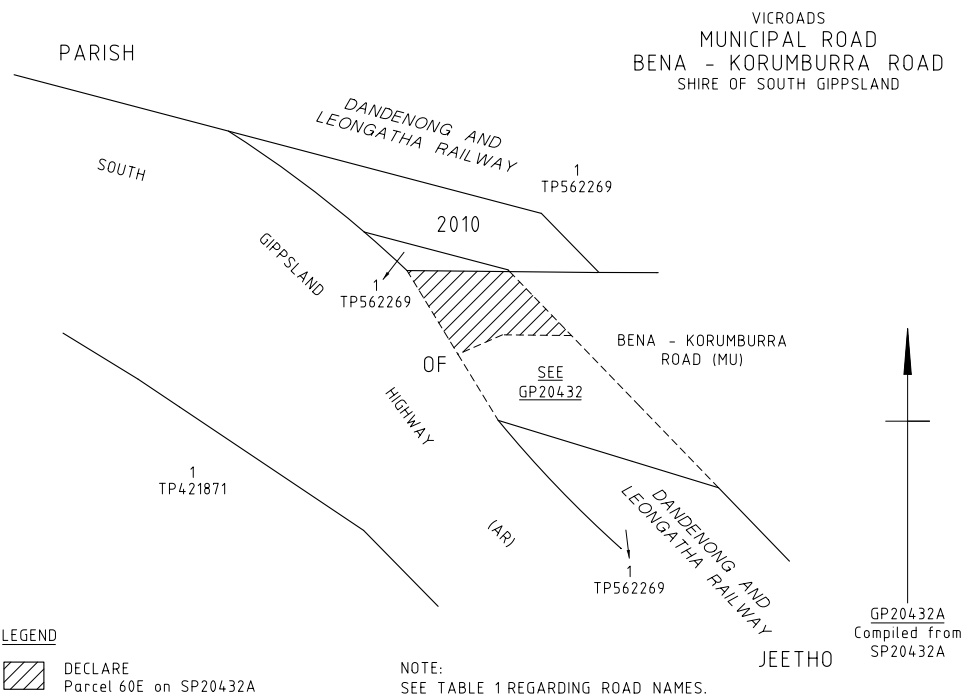 VICROADS
MUNICIPAL ROAD
BENA - KORUMBURRA ROAD
SHIRE OF SOUTH GIPPSLAND
PARISH
DANDENONG AND
LEONGATHA RAILWAY
SOUTH
1
TP562269
2010
GIPPSLAND
1
TP562269
BENA - KORUMBURRA
ROAD (MU)
OF
SEE
GP20432
HIGHWAY
1
TP421871
DANDENONG AND
LEONGATHA RAILWAY
(AR)
1
TP562269
GP20432A
Compiled from
SP20432A
JEETHO
LEGEND
DECLARE
Parcel 60E on SP20432A
NOTE:
SEE TABLE 1 REGARDING ROAD NAMES.